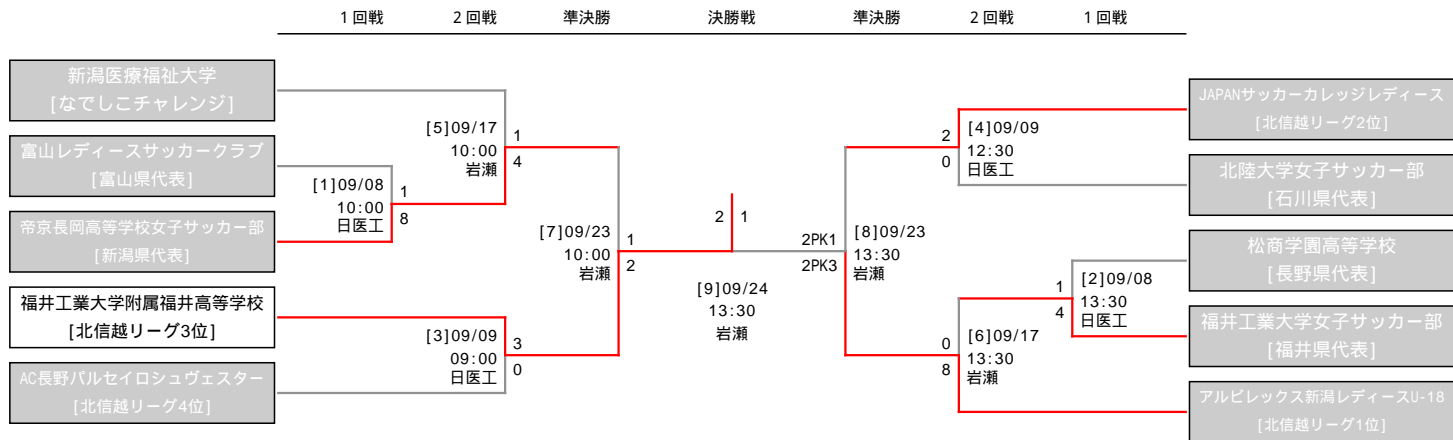 1回戦 2回戦 準決勝 決勝戦 準決勝 2回戦 1回戦
新潟医療福祉大学
[なでしこチャレンジ]
富山レディースサッカークラブ
[富山県代表]
帝京長岡高等学校女子サッカー部
[新潟県代表]
福井工業大学附属福井高等学校
[北信越リーグ3位]
AC長野パルセイロシュヴェスター
[北信越リーグ4位]
[1]09/08
10:00
日医工
1
8
[5]09/17
10:00
岩瀬
1
4
[3]09/09
09:00
日医工
3
0
[7]09/23
10:00
岩瀬
1
2
2 1
[9]09/24
13:30
岩瀬
2PK1
2PK3
[8]09/23
13:30
岩瀬
2
0
[4]09/09
12:30
日医工
0
8
[6]09/17
13:30
岩瀬
1
4
[2]09/08
13:30
日医工
JAPANサッカーカレッジレディース
[北信越リーグ2位]
北陸大学女子サッカー部
[石川県代表]
松商学園高等学校
[長野県代表]
福井工業大学女子サッカー部
[福井県代表]
アルビレックス新潟レディースU-18
[北信越リーグ1位]